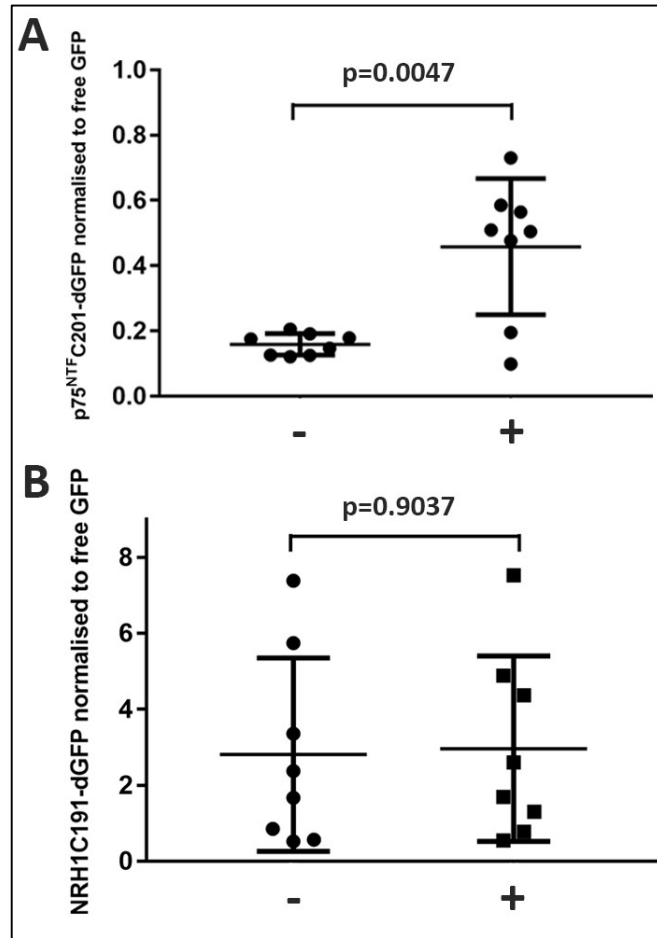 A
p75NTFC201-dGFP normalised to free GFP
p=0.0047
1.0
0.8
0.6
0.4
0.2
0.0
-
+
B
NRH1C191-dGFP normalised to free GFP
p=0.9037
8
6
4
2
0
-
+